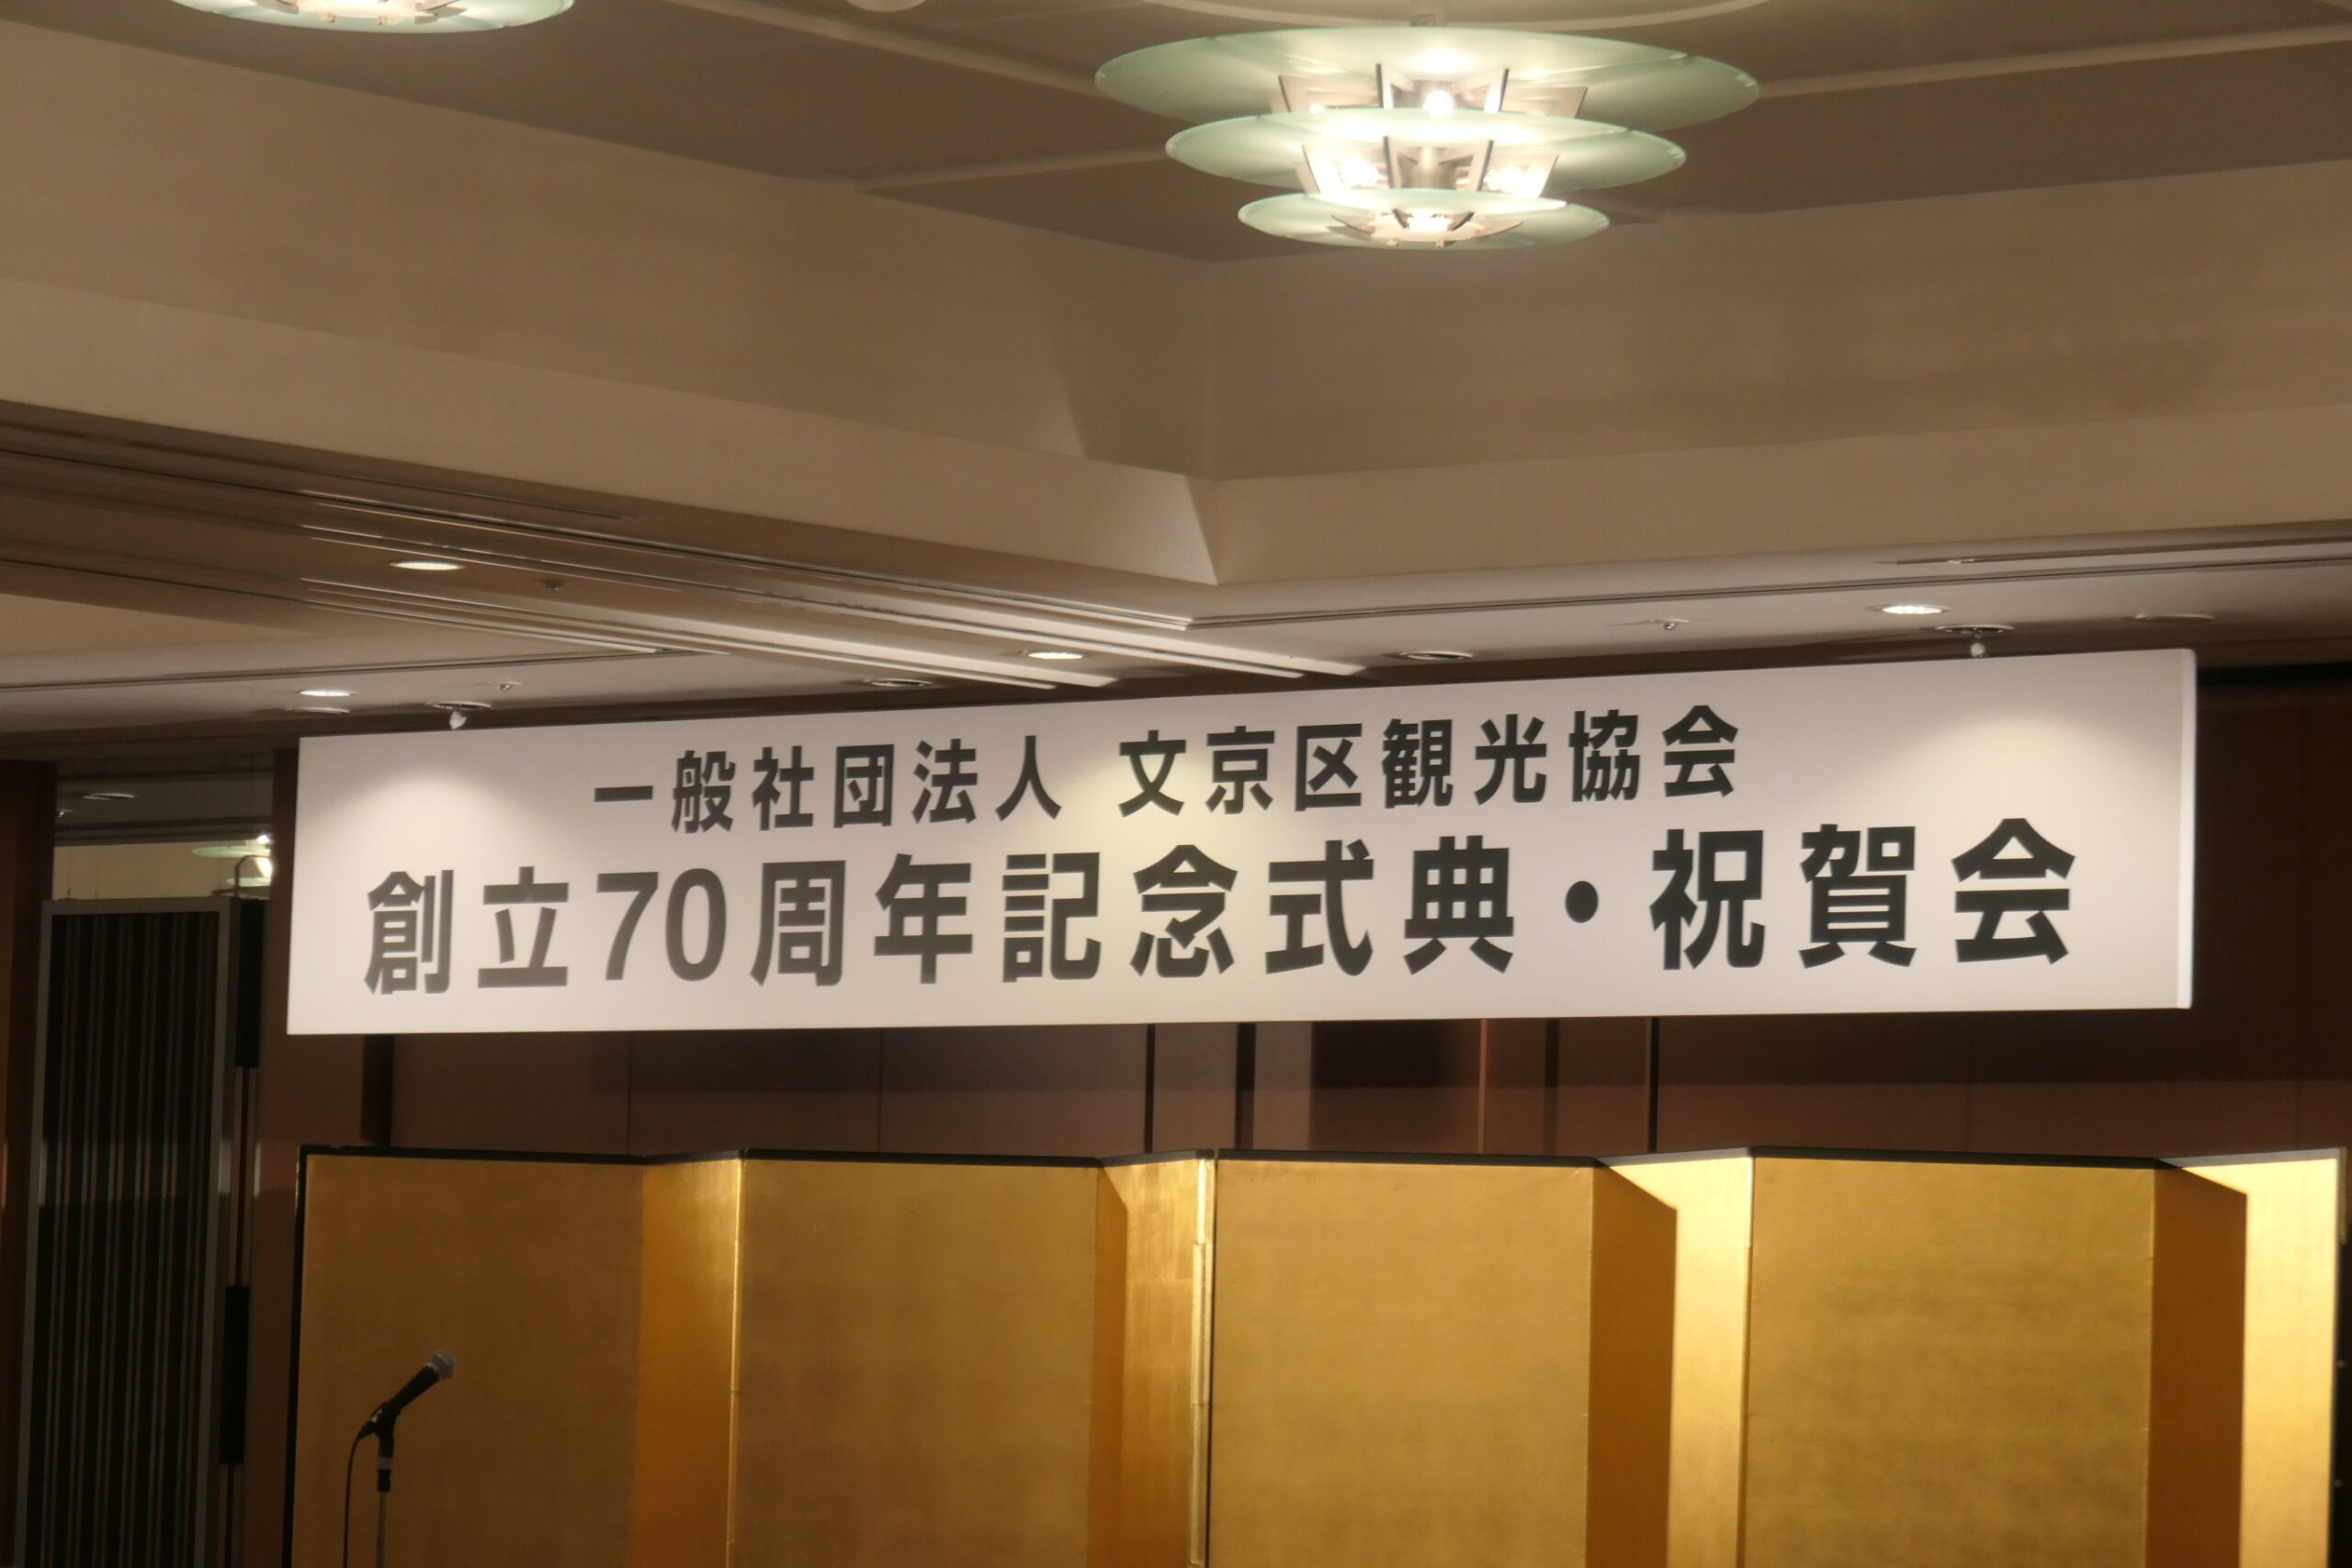 一般社団法人 文京区観光協会
創立70周年記念式典・祝賀会